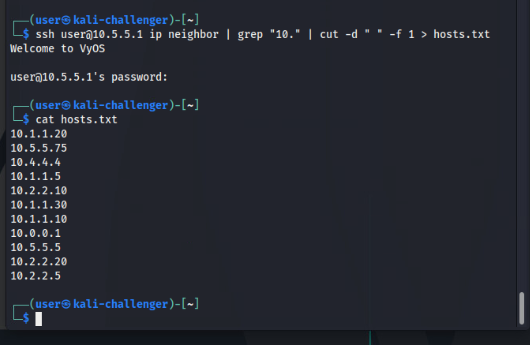 ┌──(user㉿kali-challenger)-[~]
└─$ ssh user@10.5.5.1 ip neighbor | grep "10." | cut -d " " -f 1 > hosts.txt
Welcome to VyOS
user@10.5.5.1's password:
┌──(user㉿kali-challenger)-[~]
└─$ cat hosts.txt
10.1.1.20
10.5.5.75
10.4.4.4
10.1.1.5
10.2.2.10
10.1.1.30
10.1.1.10
10.0.0.1
10.5.5.5
10.2.2.20
10.2.2.5
┌──(user㉿kali-challenger)-[~]
└─$